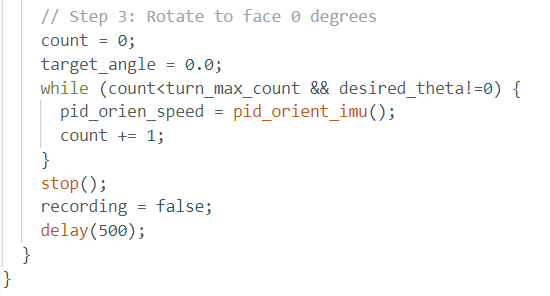 // Step 3: Rotate to face 0 degrees
count = 0;
target_angle = 0.0;
while (count<turn_max_count && desired_theta!=0) {
pid_orien_speed = pid_orient_imu();
count += 1;
}
stop();
recording = false;
delay(500);
}
}